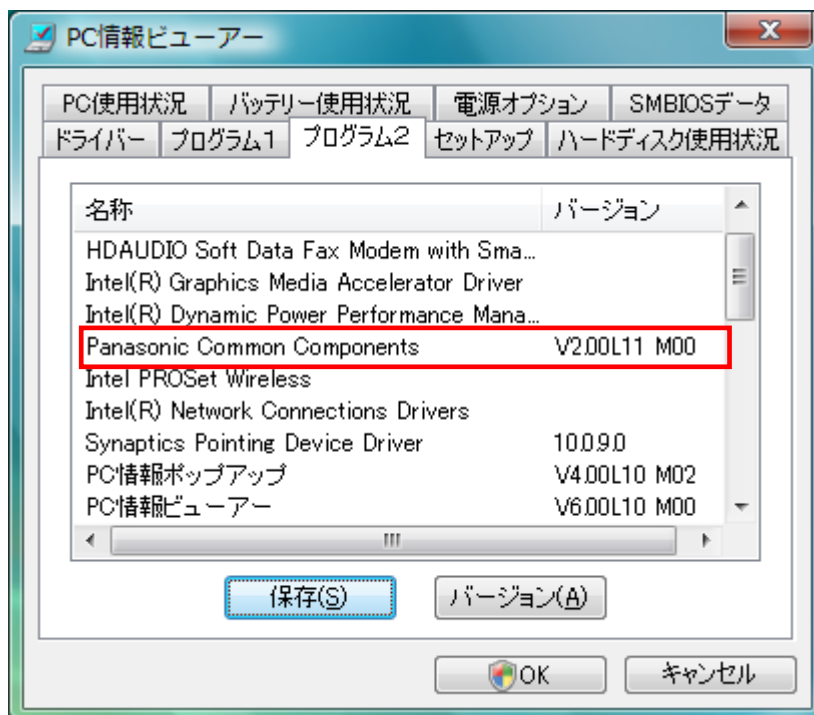 PC情報ビューアー
PC使用状況 バッテリー使用状況 電源オプション SMBIOSデータ
ドライバー プログラム1 プログラム2 セットアップ ハードディスク使用状況
名称 バージョン
HDAUDIO Soft Data Fax Modem with Sma...
Intel(R) Graphics Media Accelerator Driver
Intel(R) Dynamic Power Performance Mana...
Panasonic Common Components V2.00L11 M00
Intel PROSet Wireless
Intel(R) Network Connections Drivers
Synaptics Pointing Device Driver 10.0.9.0
PC情報ポップアップ V4.00L10 M02
PC情報ビューアー V6.00L10 M00
保存(S) バージョン(A)
OK キャンセル